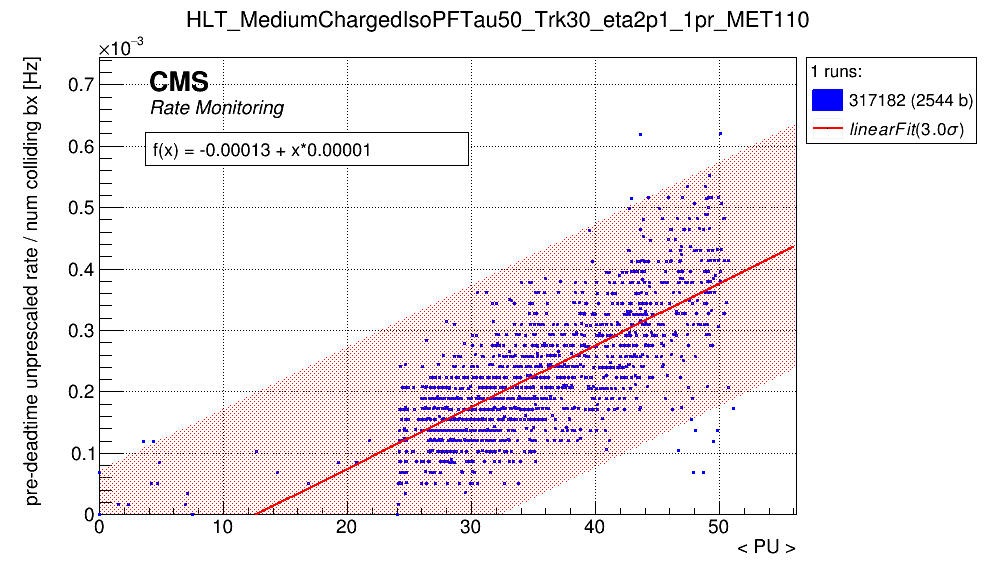 HLT_MediumChargedIsoPFTau50_Trk30_eta2p1_1pr_MET110
×10⁻³
pre-deadtime unprescaled rate / num colliding bx [Hz]
CMS
Rate Monitoring
f(x) = -0.00013 + x*0.00001
0.7
0.6
0.5
0.4
0.3
0.2
0.1
0
0 10 20 30 40 50
< PU >
1 runs:
317182 (2544 b)
linearFit(3.0σ)